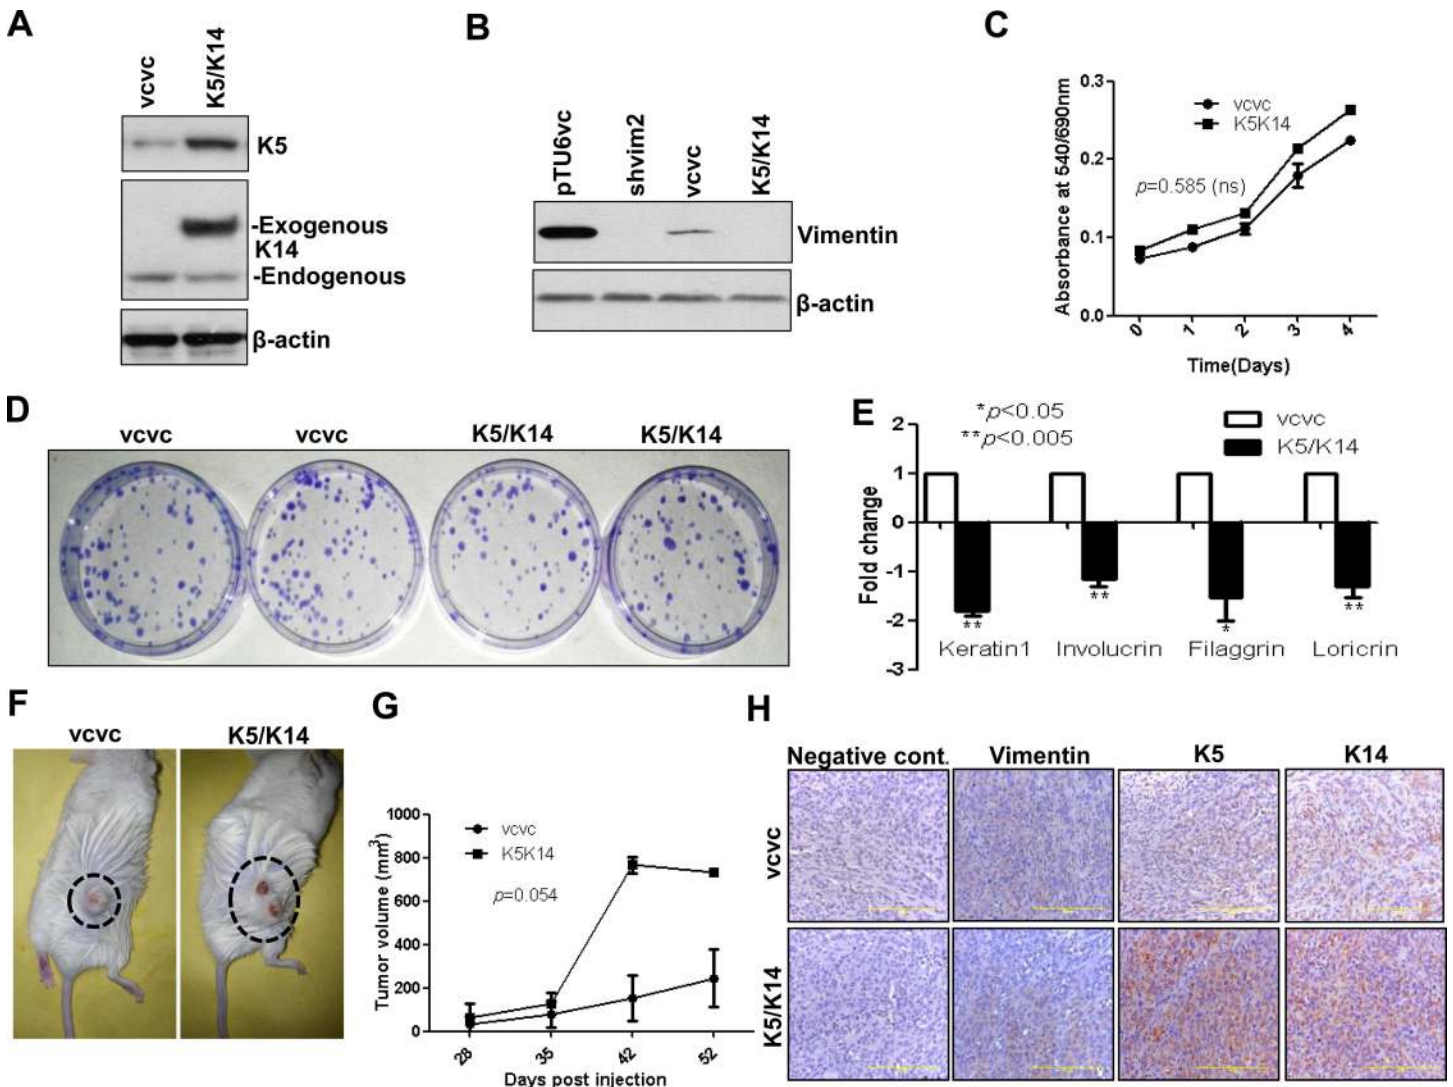 A
vcvc
K5/K14
K5
-Exogenous
K14
-Endogenous
β-actin
B
pTU6vc
shvim2
vcvc
K5/K14
Vimentin
β-actin
C
Absorbance at 540/690nm
0.3
0.2
0.1
0.0
vcvc
K5K14
p=0.585 (ns)
0 1 2 3 4
Time(Days)
D
vcvc vcvc K5/K14 K5/K14
E
*p<0.05
**p<0.005
vcvc
K5/K14
Fold change
2
1
0
-1
-2
-3
** ** * **
Keratin1 Involucrin Filaggrin Loricrin
F
vcvc K5/K14
G
Tumor volume (mm3)
1000
800
600
400
200
0
vcvc
K5K14
p=0.054
28 35 42 52
Days post injection
H
Negative cont. Vimentin K5 K14
vcvc
K5/K14